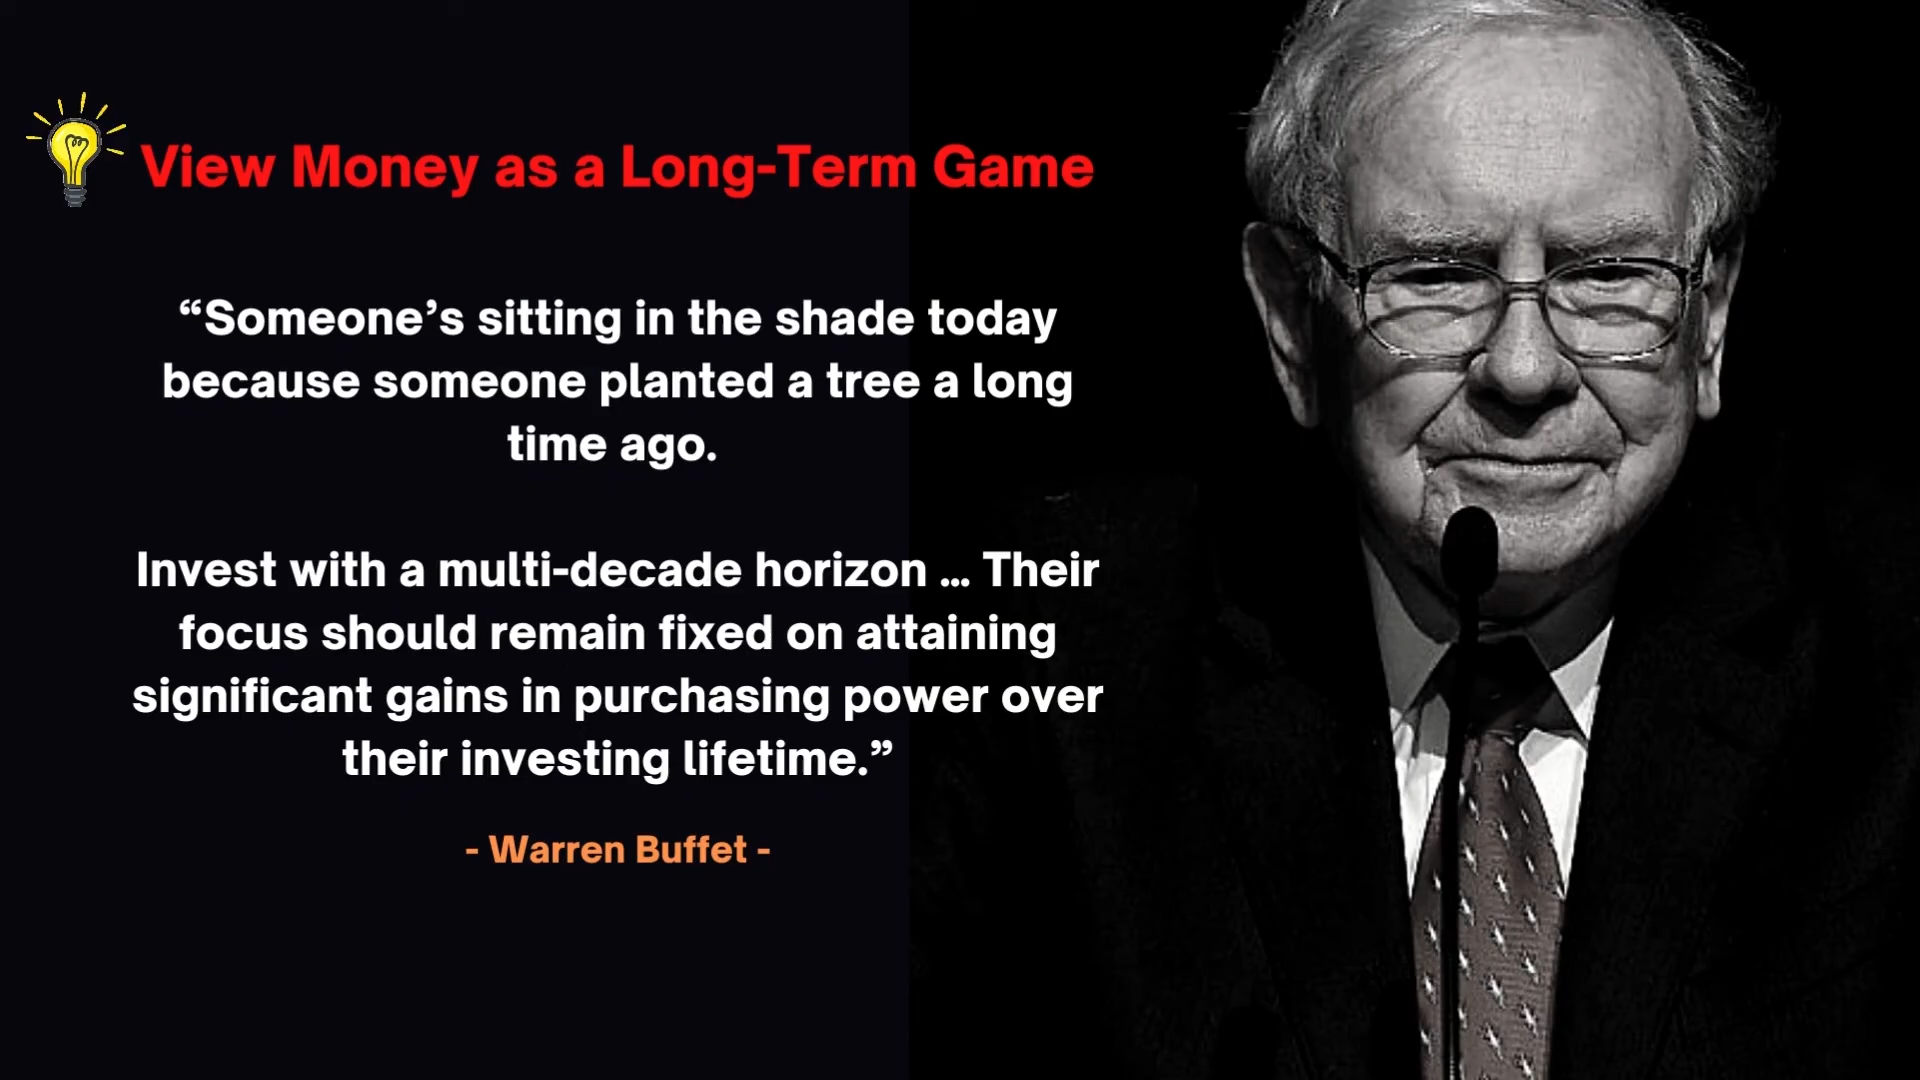 View Money as a Long-Term Game
“Someone’s sitting in the shade today
because someone planted a tree a long
time ago.
Invest with a multi-decade horizon ... Their
focus should remain fixed on attaining
significant gains in purchasing power over
their investing lifetime.”
- Warren Buffet -